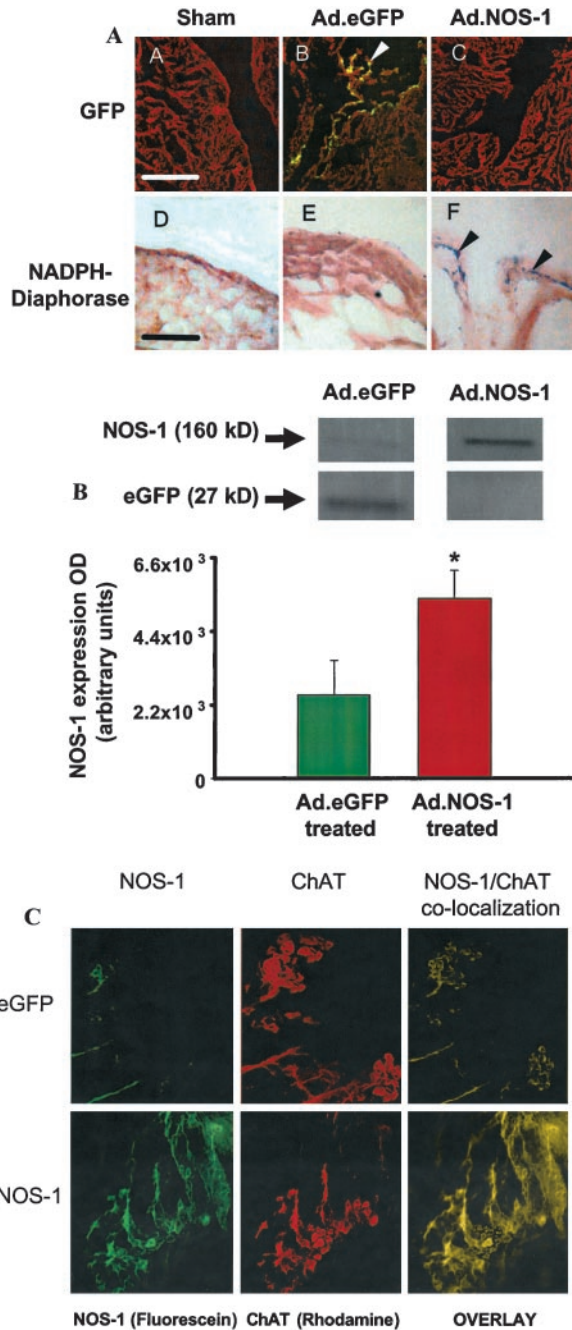 Sham Ad.eGFP Ad.NOS-1
A
A B C
GFP
D E F
NADPH-
Diaphorase
Ad.eGFP Ad.NOS-1
NOS-1 (160 kD)
B
eGFP (27 kD)
NOS-1 expression OD
(arbitrary units)
6.6x10 3
4.4x10 3
2.2x10 3
0
*
Ad.eGFP
treated
Ad.NOS-1
treated
NOS-1 ChAT NOS-1/ChAT
co-localization
C
eGFP
NOS-1
NOS-1 (Fluorescein) ChAT (Rhodamine) OVERLAY